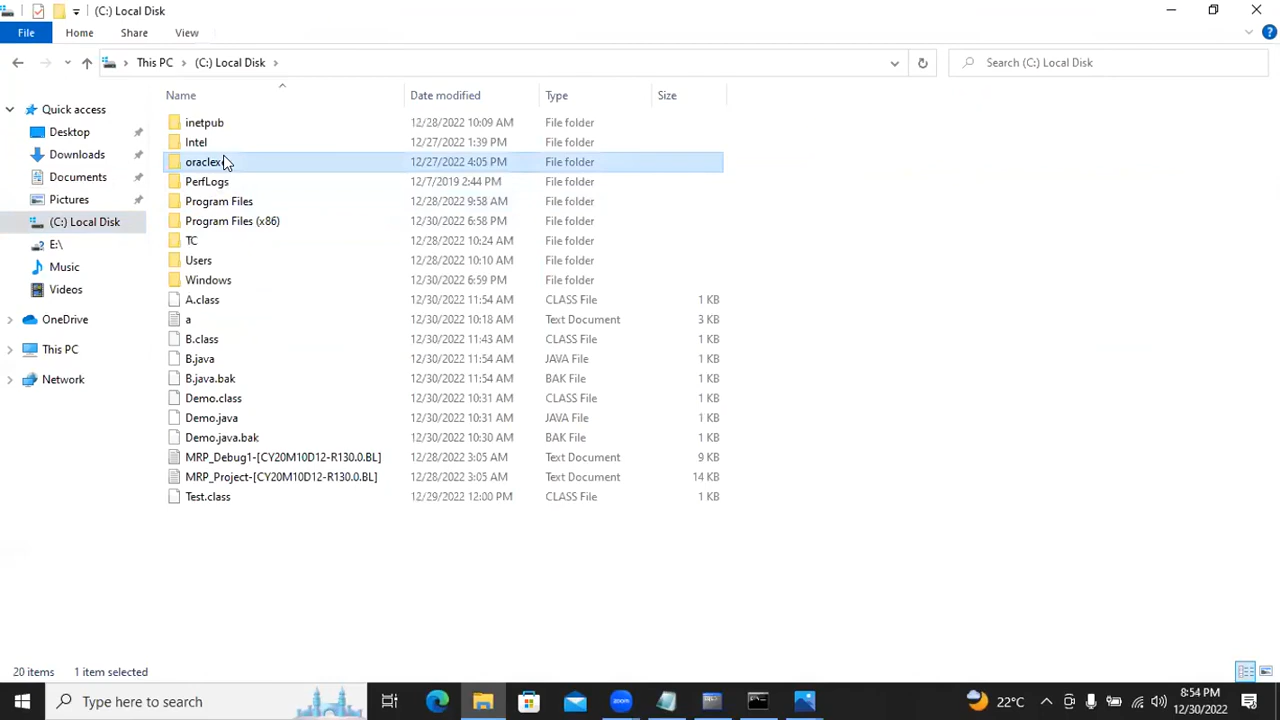 (C:) Local Disk
File Home Share View
This PC > (C:) Local Disk >
Search (C:) Local Disk
Name Date modified Type Size
Quick access
Desktop
Downloads
Documents
Pictures
(C:) Local Disk
E:\
Music
Videos
OneDrive
This PC
Network
inetpub 12/28/2022 10:09 AM File folder
Intel 12/27/2022 1:39 PM File folder
12/27/2022 4:05 PM File folder
PerfLogs 12/7/2019 2:44 PM File folder
Program Files 12/28/2022 9:58 AM File folder
Program Files (x86) 12/30/2022 6:58 PM File folder
TC 12/28/2022 10:24 AM File folder
Users 12/28/2022 10:10 AM File folder
Windows 12/30/2022 6:59 PM File folder
A.class 12/30/2022 11:54 AM CLASS File 1 KB
a 12/30/2022 10:18 AM Text Document 3 KB
B.class 12/30/2022 11:43 AM CLASS File 1 KB
B.java 12/30/2022 11:54 AM JAVA File 1 KB
B.java.bak 12/30/2022 11:54 AM BAK File 1 KB
Demo.class 12/30/2022 10:31 AM CLASS File 1 KB
Demo.java 12/30/2022 10:31 AM JAVA File 1 KB
Demo.java.bak 12/30/2022 10:30 AM BAK File 1 KB
MRP_Debug1-[CY20M10D12-R130.0.BL] 12/28/2022 3:05 AM Text Document 9 KB
MRP_Project-[CY20M10D12-R130.0.BL] 12/28/2022 3:05 AM Text Document 14 KB
Test.class 12/29/2022 12:00 PM CLASS File 1 KB
20 items 1 item selected
Type here to search
22°C
8:54 PM
12/30/2022